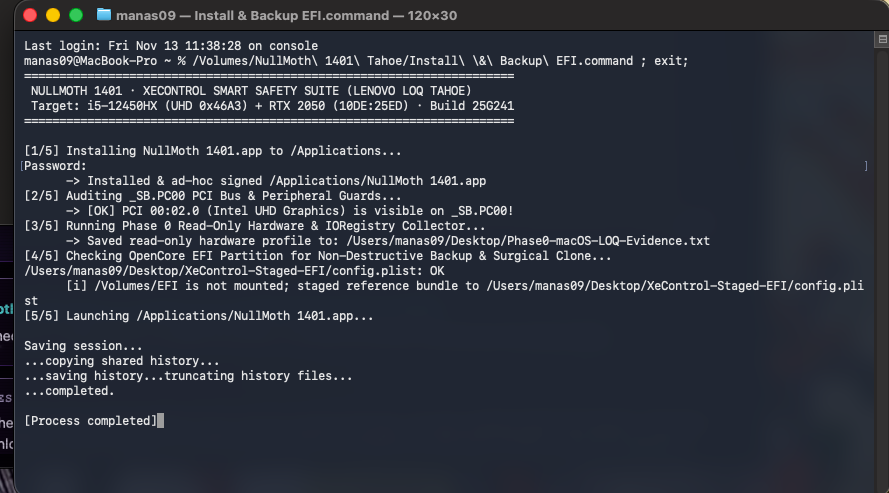 manas09 — Install & Backup EFI.command — 120×30
Last login: Fri Nov 13 11:38:28 on console
manas09@MacBook-Pro ~ % /Volumes/NullMoth\ 1401\ Tahoe/Install\ \&\ Backup\ EFI.command ; exit;
======================================================================
NULLMOTH 1401 · XECONTROL SMART SAFETY SUITE (LENOVO LOQ TAHOE)
Target: i5-12450HX (UHD 0x46A3) + RTX 2050 (10DE:25ED) · Build 25G241
======================================================================
[1/5] Installing NullMoth 1401.app to /Applications...
[Password: ]
-> Installed & ad-hoc signed /Applications/NullMoth 1401.app
[2/5] Auditing _SB.PC00 PCI Bus & Peripheral Guards...
-> [OK] PCI 00:02.0 (Intel UHD Graphics) is visible on _SB.PC00!
[3/5] Running Phase 0 Read-Only Hardware & IORegistry Collector...
-> Saved read-only hardware profile to: /Users/manas09/Desktop/Phase0-macOS-LOQ-Evidence.txt
[4/5] Checking OpenCore EFI Partition for Non-Destructive Backup & Surgical Clone...
/Users/manas09/Desktop/XeControl-Staged-EFI/config.plist: OK
[i] /Volumes/EFI is not mounted; staged reference bundle to /Users/manas09/Desktop/XeControl-Staged-EFI/config.pli
st
[5/5] Launching /Applications/NullMoth 1401.app...
Saving session...
...copying shared history...
...saving history...truncating history files...
...completed.
[Process completed]